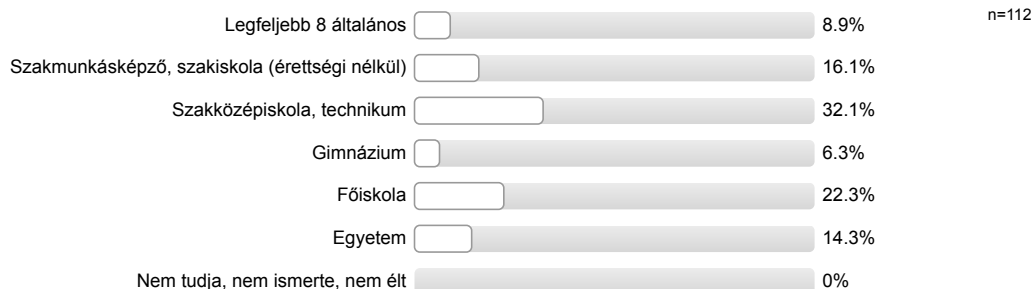 Legfeljebb 8 általános 8.9% n=112
Szakmunkásképző, szakiskola (érettségi nélkül) 16.1%
Szakközépiskola, technikum 32.1%
Gimnázium 6.3%
Főiskola 22.3%
Egyetem 14.3%
Nem tudja, nem ismerte, nem élt 0%